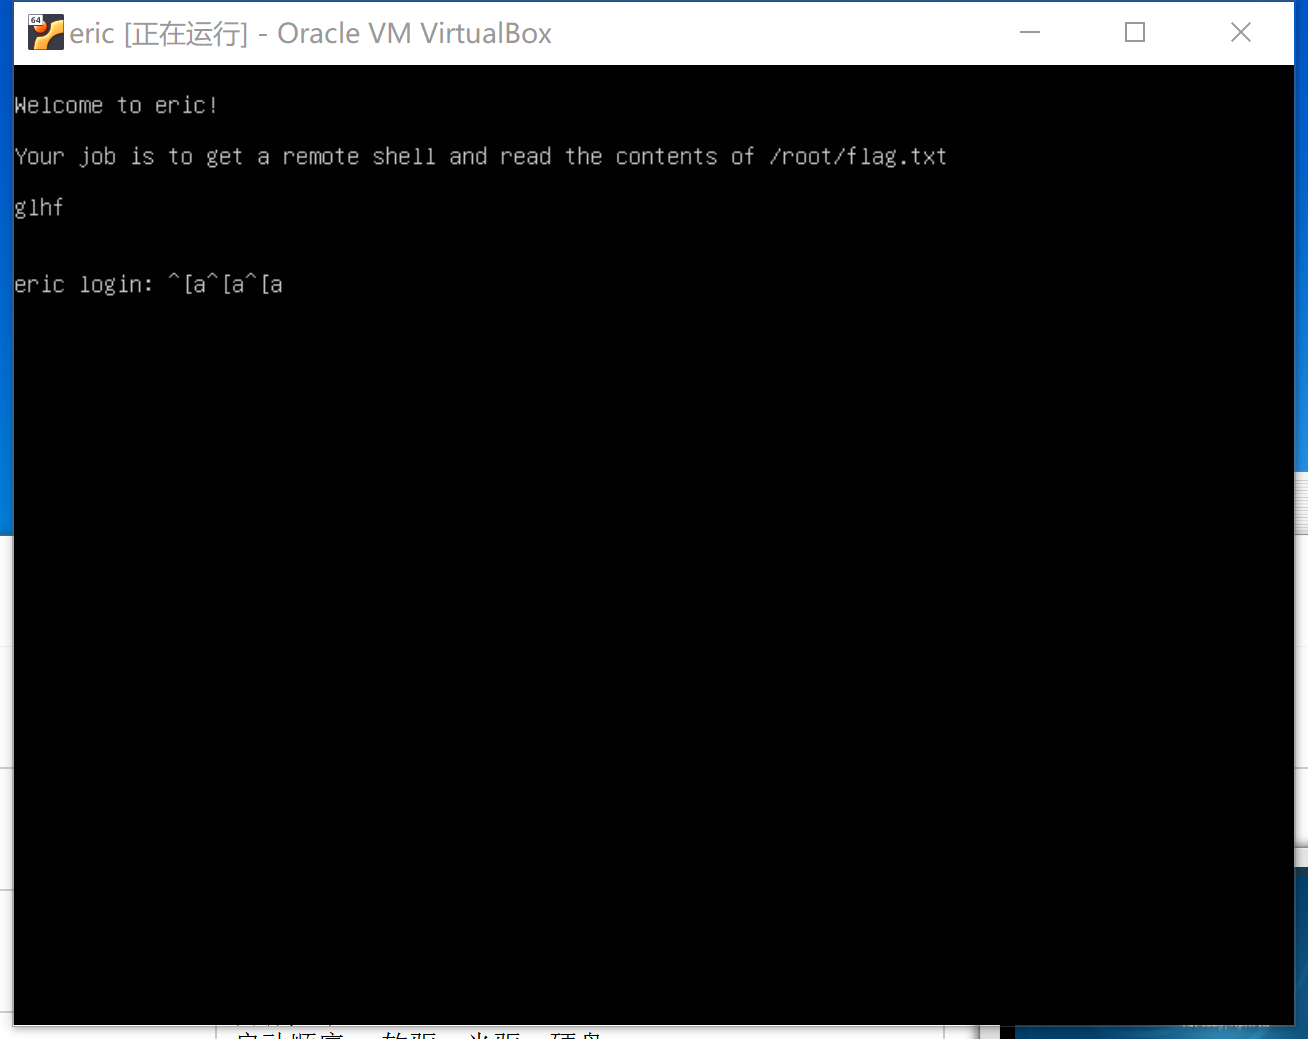 64
eric [正在运行] - Oracle VM VirtualBox
Welcome to eric!
Your job is to get a remote shell and read the contents of /root/flag.txt
glhf
eric login: ^[a^[a^[a